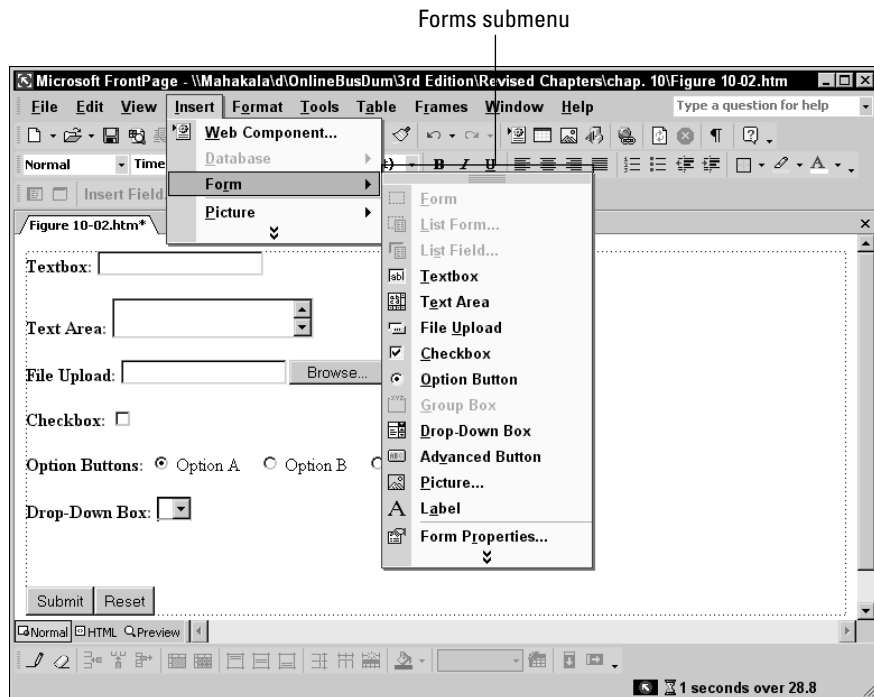 Forms submenu
Microsoft FrontPage - \\Mahakala\d\OnlineBusDum\3rd Edition\Revised Chapters\chap. 10\Figure 10-02.htm
File Edit View Insert Format Tools Table Frames Window Help Type a question for help
Web Component...
Normal Time
Database
B I U
A
Form
Insert Field
Picture
Figure 10-02.htm*
Form
List Form...
List Field...
Textbox
Text Area
File Upload
Checkbox
Option Button
Group Box
Drop-Down Box
Advanced Button
Picture...
Label
Form Properties...
Textbox:
Text Area:
File Upload: Browse...
Checkbox:
Option Buttons: Option A Option B
Drop-Down Box:
Submit Reset
Normal HTML Preview
1 seconds over 28.8